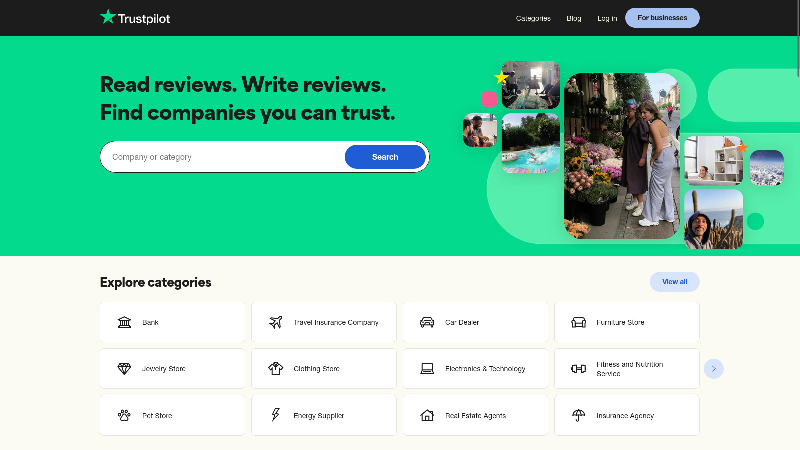 Trustpilot
Categories
Blog
Log in
For businesses
Read reviews. Write reviews.
Find companies you can trust.
Company or category
Search
Explore categories
View all
Bank
Travel Insurance Company
Car Dealer
Furniture Store
Jewelry Store
Clothing Store
Electronics & Technology
Fitness and Nutrition
Service
Pet Store
Energy Supplier
Real Estate Agents
Insurance Agency